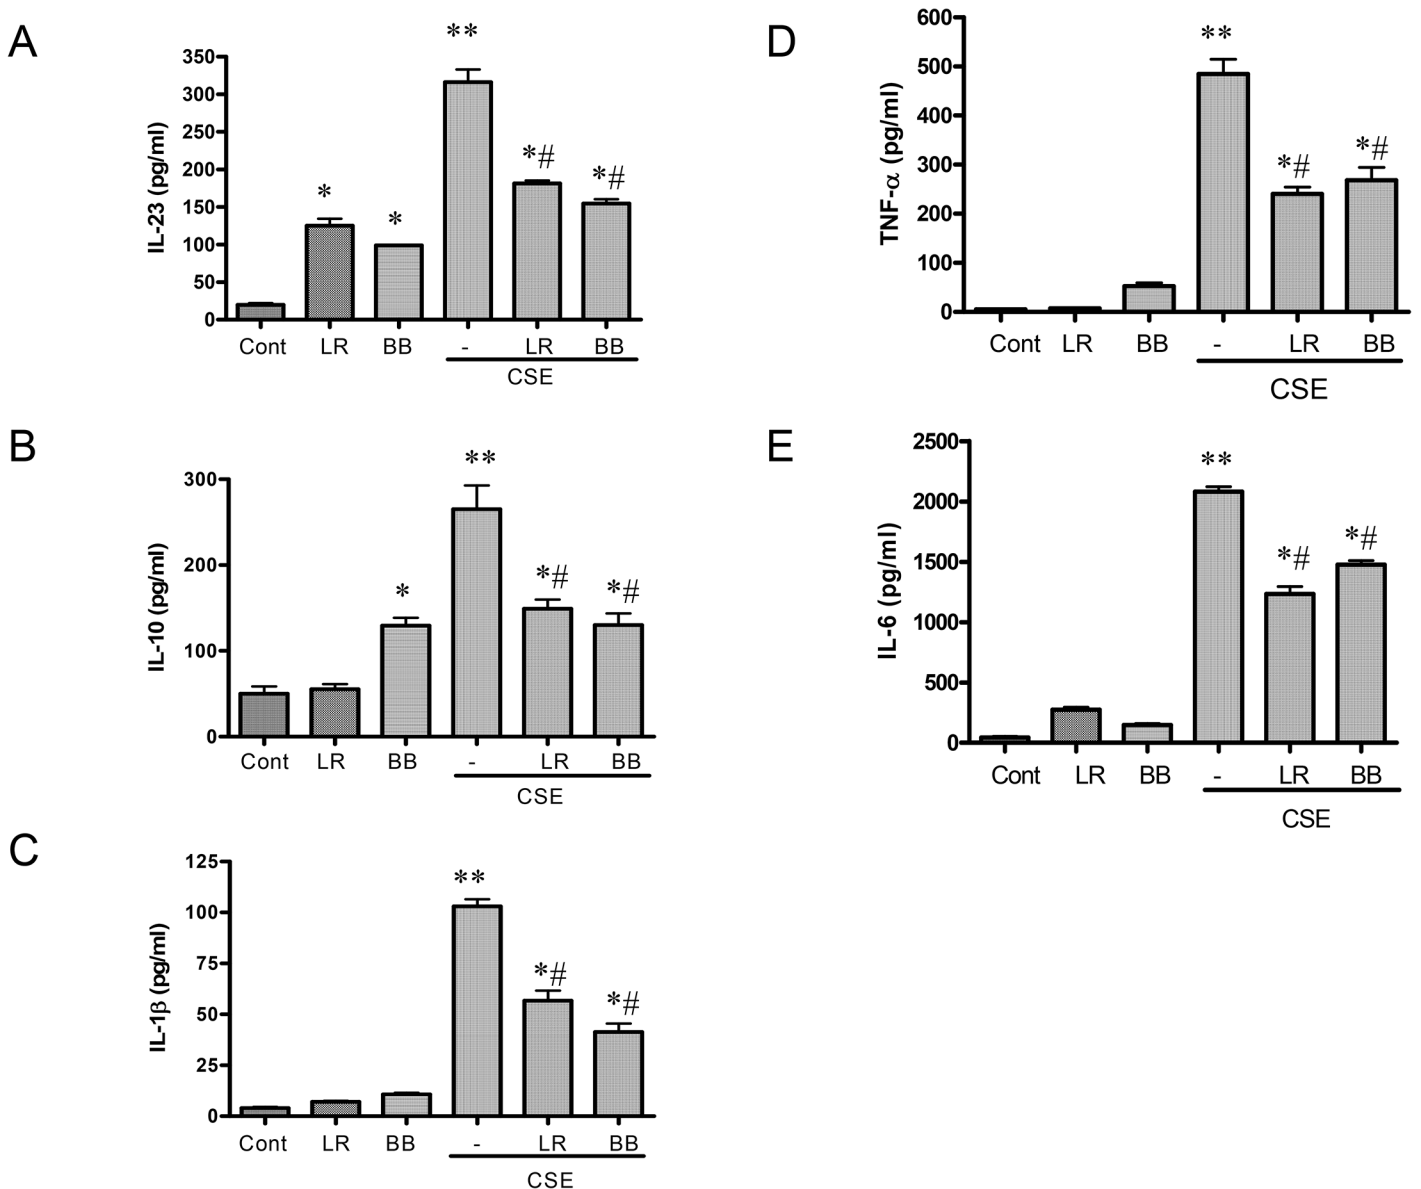 A
**
350
300
250
200
150
100
50
0
IL-23 (pg/ml)
*
*
*#
*#
Cont LR BB - LR BB
CSE
B
**
300
200
100
0
IL-10 (pg/ml)
*
*#
*#
Cont LR BB - LR BB
CSE
C
**
125
100
75
50
25
0
IL-1β (pg/ml)
*#
*#
Cont LR BB - LR BB
CSE
D
**
600
500
400
300
200
100
0
TNF-α (pg/ml)
*#
*#
Cont LR BB - LR BB
CSE
E
**
2500
2000
1500
1000
500
0
IL-6 (pg/ml)
*#
*#
Cont LR BB - LR BB
CSE